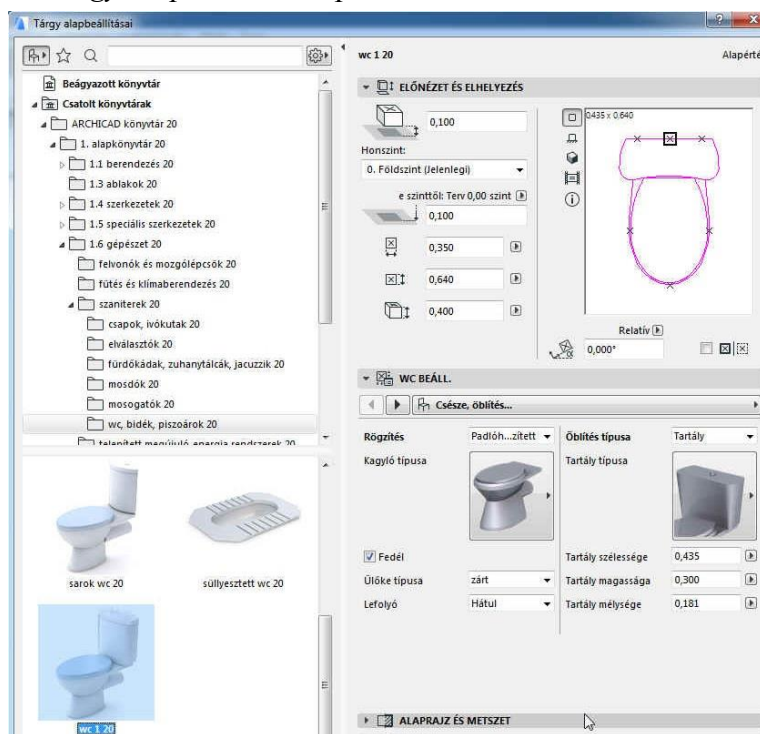 Tárgy alapbeállításai
Beágyazott könyvtár
Csatolt könyvtárak
ARCHICAD könyvtár 20
1. alapkönyvtár 20
1.1 berendezés 20
1.3 ablakok 20
1.4 szerkezetek 20
1.5 speciális szerkezetek 20
1.6 gépészet 20
felvonók és mozgólépcsők 20
fűtés és klímaberendezés 20
szaniterek 20
csapok, ivókutak 20
elválasztók 20
fürdőkádak, zuhanytálcák, jacuzzik 20
mosdók 20
mosogatók 20
wc, bidék, piszoárok 20
telepített megújuló energia rendszerek 20
sarok wc 20
süllyesztett wc 20
wc 1 20
wc 1 20
Alapérté
ELŐNÉZET ÉS ELHELYEZÉS
0,100
Honszint:
0. Földszint (Jelenlegi)
e szinttől: Terv 0,00 szint
0,100
0,350
0,640
0,400
0,435 x 0,640
Relatív
0,000°
WC BEÁLL.
Csésze, öblítés...
Rögzítés
Padlóh...zített
Öblítés típusa
Tartály
Kagyló típusa
Tartály típusa
Fedél
Tartály szélessége
0,435
Ülőke típusa
zárt
Tartály magassága
0,300
Lefolyó
Hátul
Tartály mélysége
0,181
ALAPRAJZ ÉS METSZET